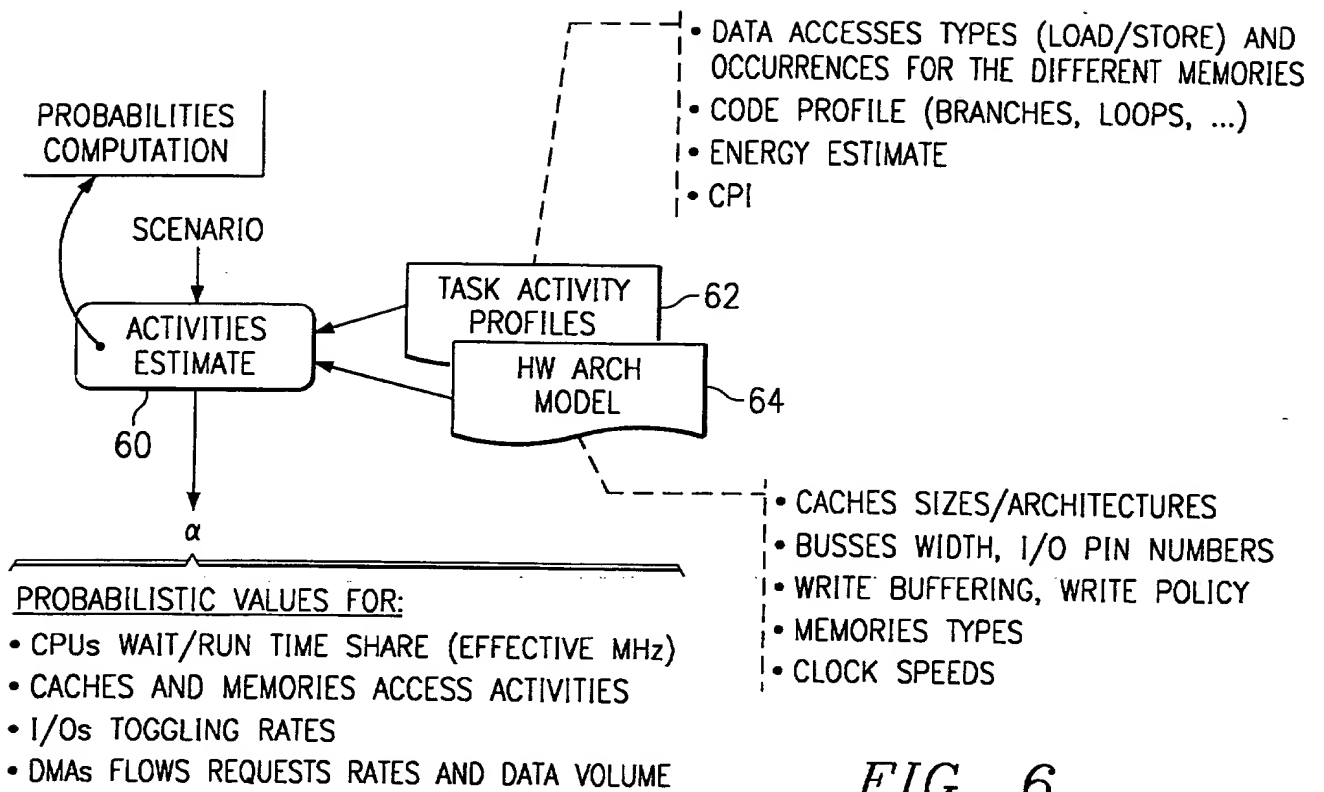 • DATA ACCESSES TYPES (LOAD/STORE) AND
OCCURRENCES FOR THE DIFFERENT MEMORIES
• CODE PROFILE (BRANCHES, LOOPS, ...)
• ENERGY ESTIMATE
• CPI
PROBABILITIES
COMPUTATION
SCENARIO
TASK ACTIVITY
PROFILES
62
ACTIVITIES
ESTIMATE
60
HW ARCH
MODEL
64
α
• CACHES SIZES/ARCHITECTURES
• BUSSES WIDTH, I/O PIN NUMBERS
• WRITE BUFFERING, WRITE POLICY
• MEMORIES TYPES
• CLOCK SPEEDS
PROBABILISTIC VALUES FOR:
• CPUs WAIT/RUN TIME SHARE (EFFECTIVE MHz)
• CACHES AND MEMORIES ACCESS ACTIVITIES
• I/Os TOGGLING RATES
• DMAs FLOWS REQUESTS RATES AND DATA VOLUME
FIG. 6